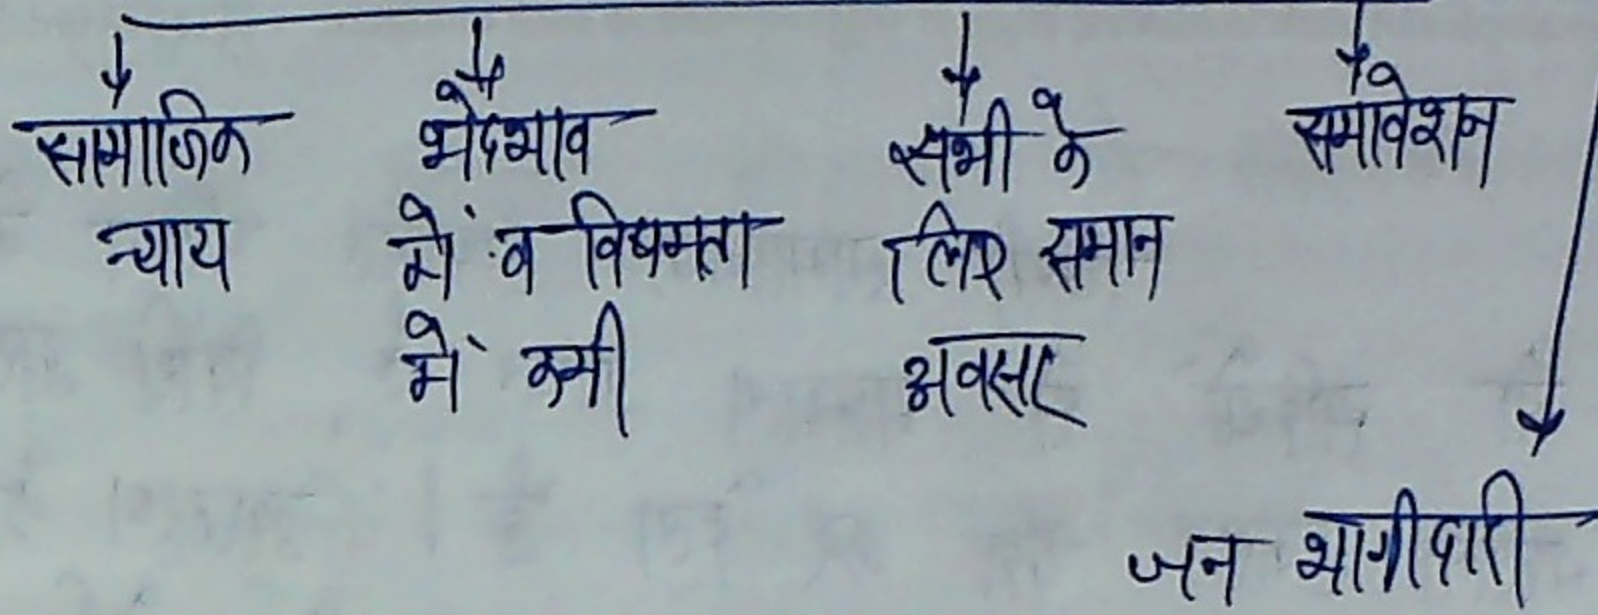 सामाजिक
न्याय
भेदभाव
में व विषमता
में कमी
सभी के
लिए समान
अवसर
समावेशन
जन भागीदारी